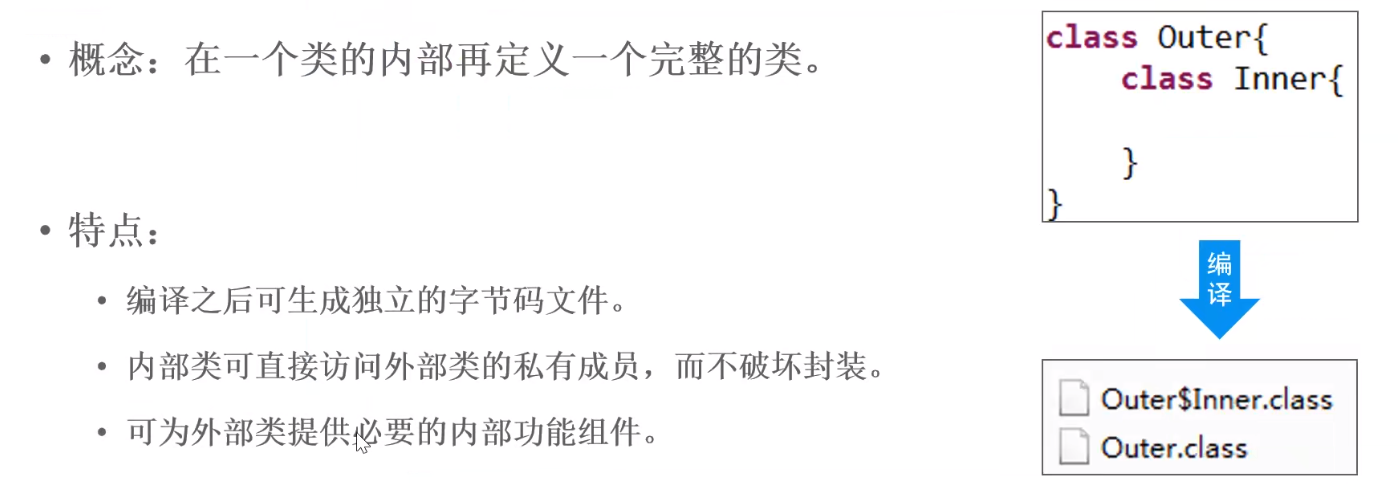 • 概念：在一个类的内部再定义一个完整的类。
• 特点：
• 编译之后可生成独立的字节码文件。
• 内部类可直接访问外部类的私有成员，而不破坏封装。
• 可为外部类提供必要的内部功能组件。
class Outer{
    class Inner{

    }
}
编
译
Outer$Inner.class
Outer.class